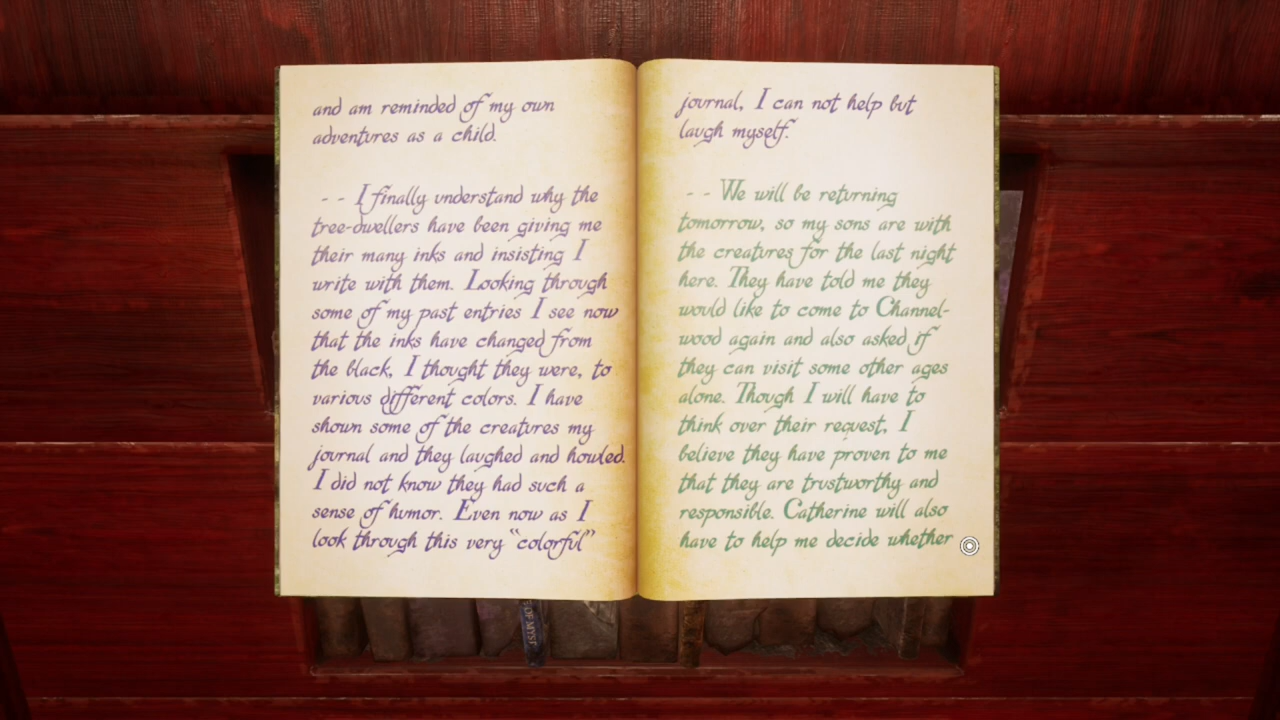 and am reminded of my own
adventures as a child.
-- I finally understand why the
tree-dwellers have been giving me
their many inks and insisting I
write with them. Looking through
some of my past entries I see now
that the inks have changed from
the black, I thought they were, to
various different colors. I have
shown some of the creatures my
journal and they laughed and howled.
I did not know they had such a
sense of humor. Even now as I
look through this very "colorful"
journal, I can not help but
laugh myself.
-- We will be returning
tomorrow, so my sons are with
the creatures for the last night
here. They have told me they
would like to come to Channel-
wood again and also asked if
they can visit some other ages
alone. Though I will have to
think over their request, I
believe they have proven to me
that they are trustworthy and
responsible. Catherine will also
have to help me decide whether
OF MYST